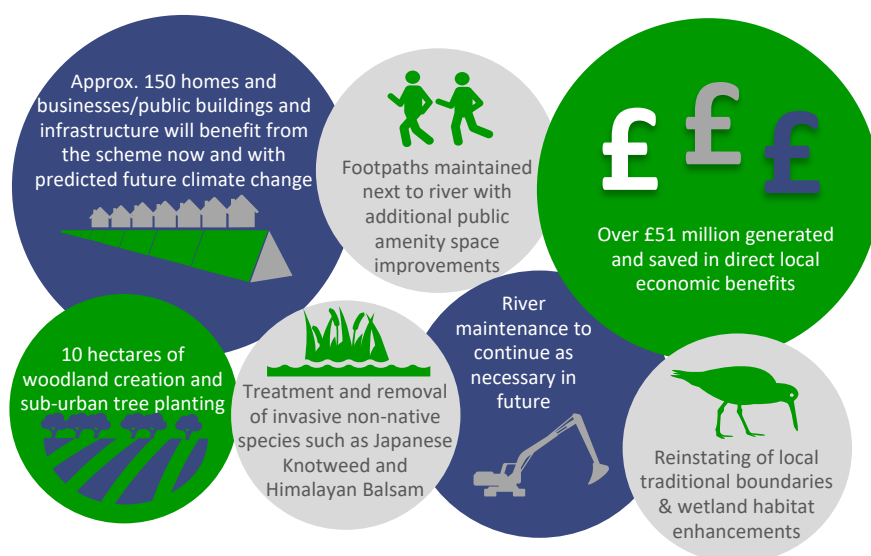 Approx. 150 homes and
businesses/public buildings and
infrastructure will benefit from
the scheme now and with
predicted future climate change
Footpaths maintained
next to river with
additional public
amenity space
improvements
£ £ £
Over £51 million generated
and saved in direct local
economic benefits
10 hectares of
woodland creation and
sub-urban tree planting
Treatment and removal
of invasive non-native
species such as Japanese
Knotweed and
Himalayan Balsam
River
maintenance to
continue as
necessary in
future
Reinstating of local
traditional boundaries
& wetland habitat
enhancements